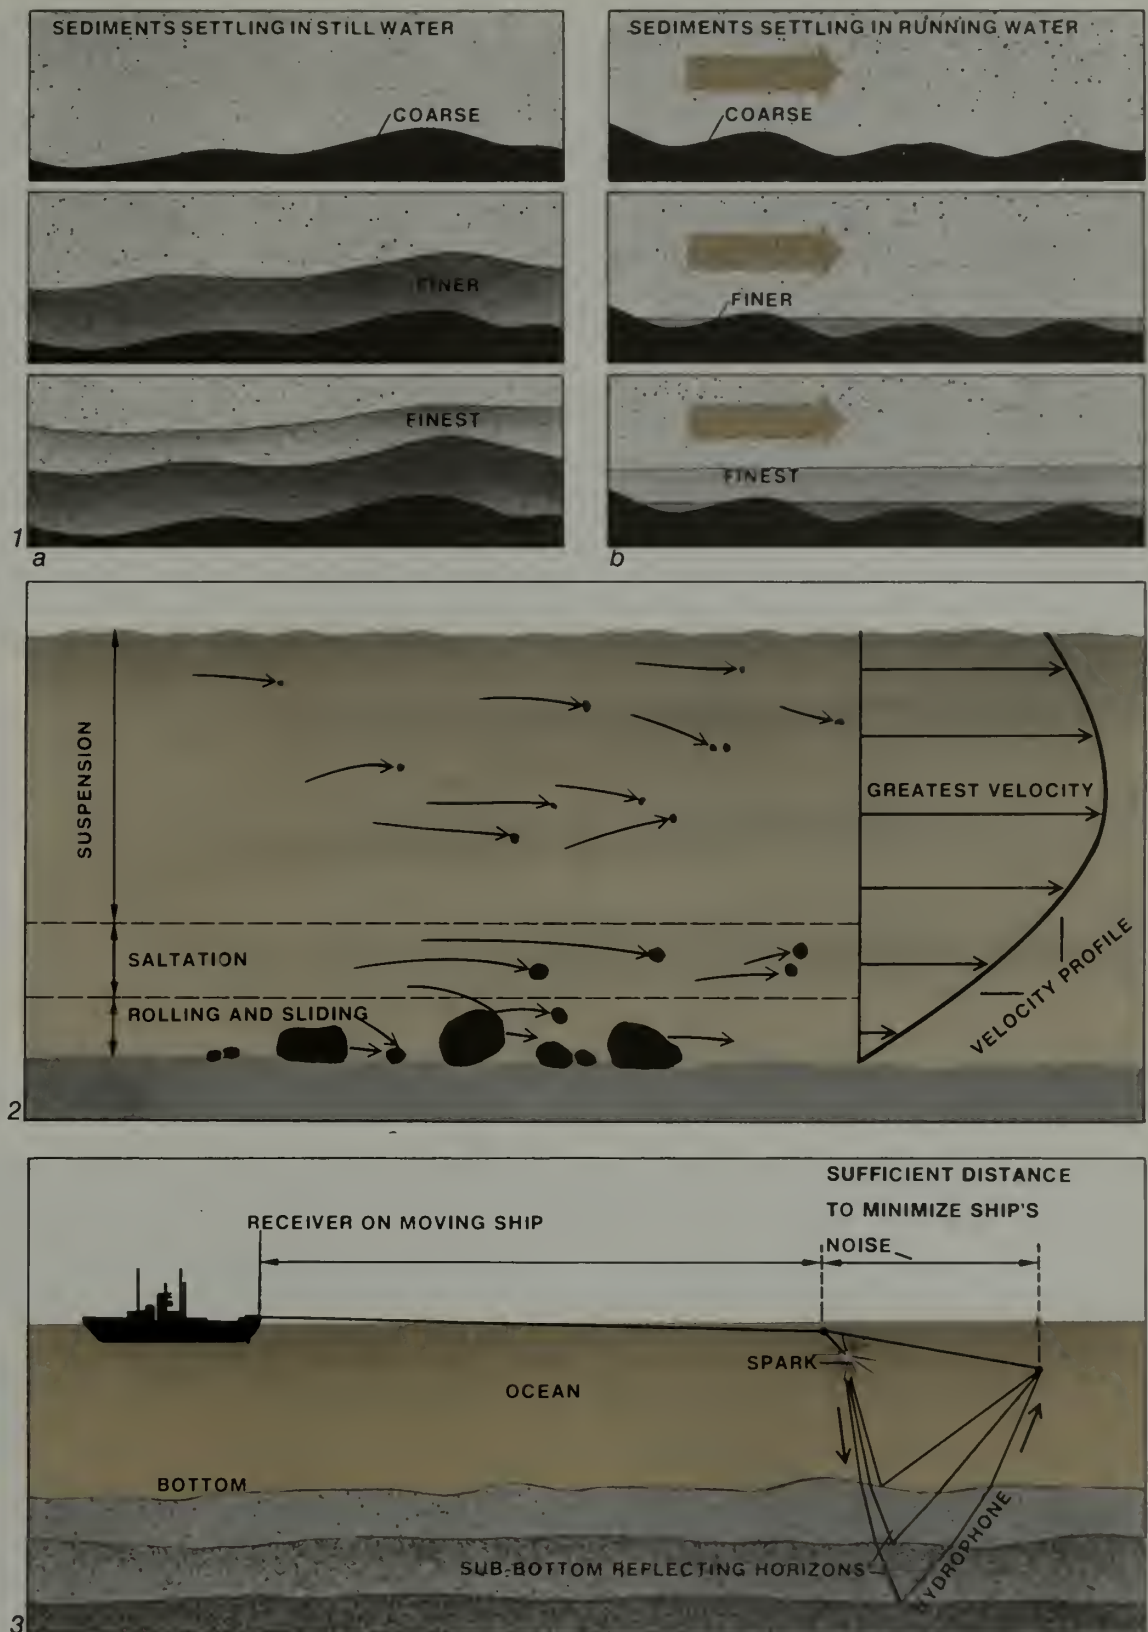 SEDIMENTS SETTLING IN STILL WATER
COARSE
FINER
FINEST
1
a
SEDIMENTS SETTLING IN RUNNING WATER
COARSE
FINER
FINEST
b
SUSPENSION
SALTATION
ROLLING AND SLIDING
GREATEST VELOCITY
VELOCITY PROFILE
2
SUFFICIENT DISTANCE
TO MINIMIZE SHIP'S
NOISE
RECEIVER ON MOVING SHIP
SPARK
OCEAN
BOTTOM
SUB-BOTTOM REFLECTING HORIZONS
HYDROPHONE
3